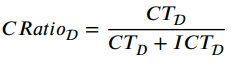 CRatio_D = CT_D / (CT_D + ICT_D)